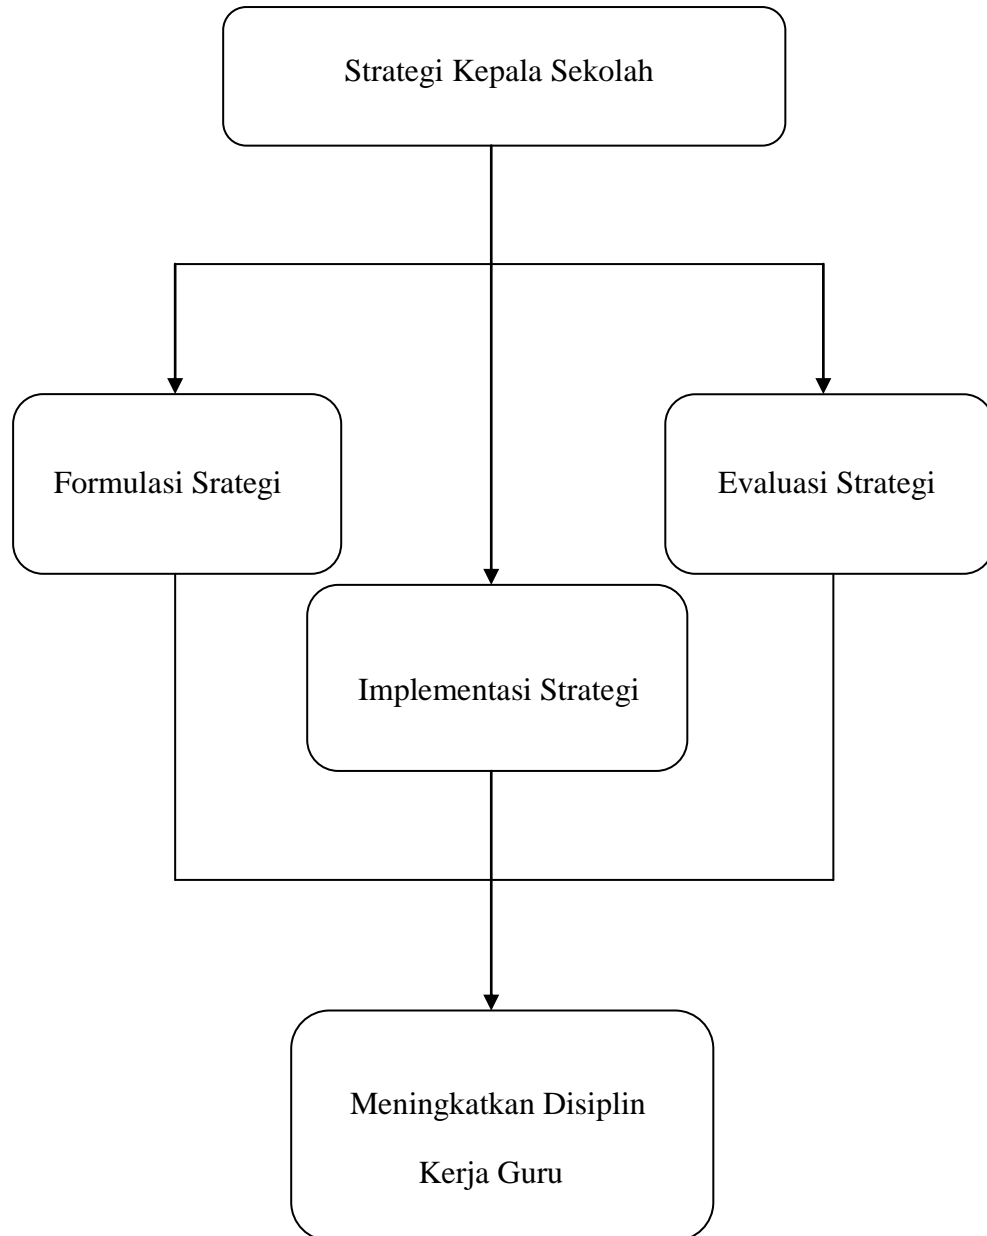 Strategi Kepala Sekolah
Formulasi Srategi
Evaluasi Strategi
Implementasi Strategi
Meningkatkan Disiplin
Kerja Guru